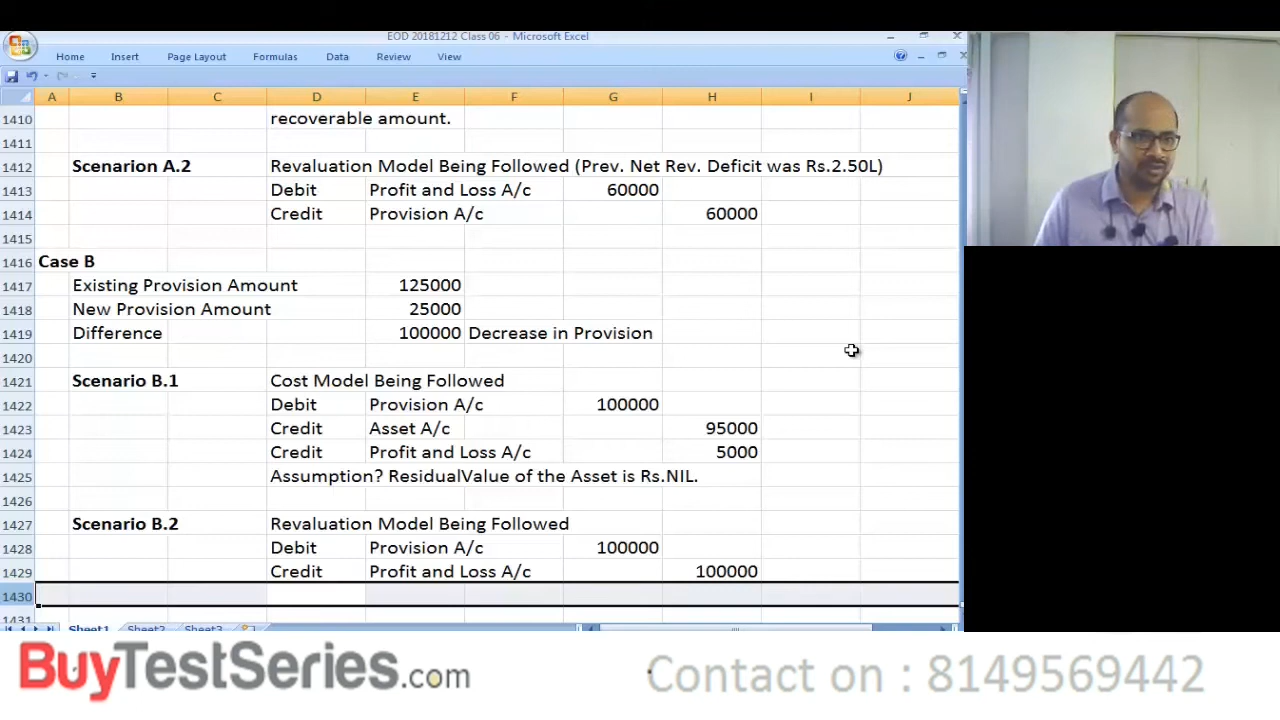 EOD 20181212 Class 06 - Microsoft Excel
Home Insert Page Layout Formulas Data Review View
A B C D E F G H I J
1410 recoverable amount.
1411
1412 Scenarion A.2 Revaluation Model Being Followed (Prev. Net Rev. Deficit was Rs.2.50L)
1413 Debit Profit and Loss A/c 60000
1414 Credit Provision A/c 60000
1415
1416 Case B
1417 Existing Provision Amount 125000
1418 New Provision Amount 25000
1419 Difference 100000 Decrease in Provision
1420
1421 Scenario B.1 Cost Model Being Followed
1422 Debit Provision A/c 100000
1423 Credit Asset A/c 95000
1424 Credit Profit and Loss A/c 5000
1425 Assumption? ResidualValue of the Asset is Rs.NIL.
1426
1427 Scenario B.2 Revaluation Model Being Followed
1428 Debit Provision A/c 100000
1429 Credit Profit and Loss A/c 100000
1430
1431
Sheet1 Sheet2 Sheet3
BuyTestSeries.com Contact on : 8149569442